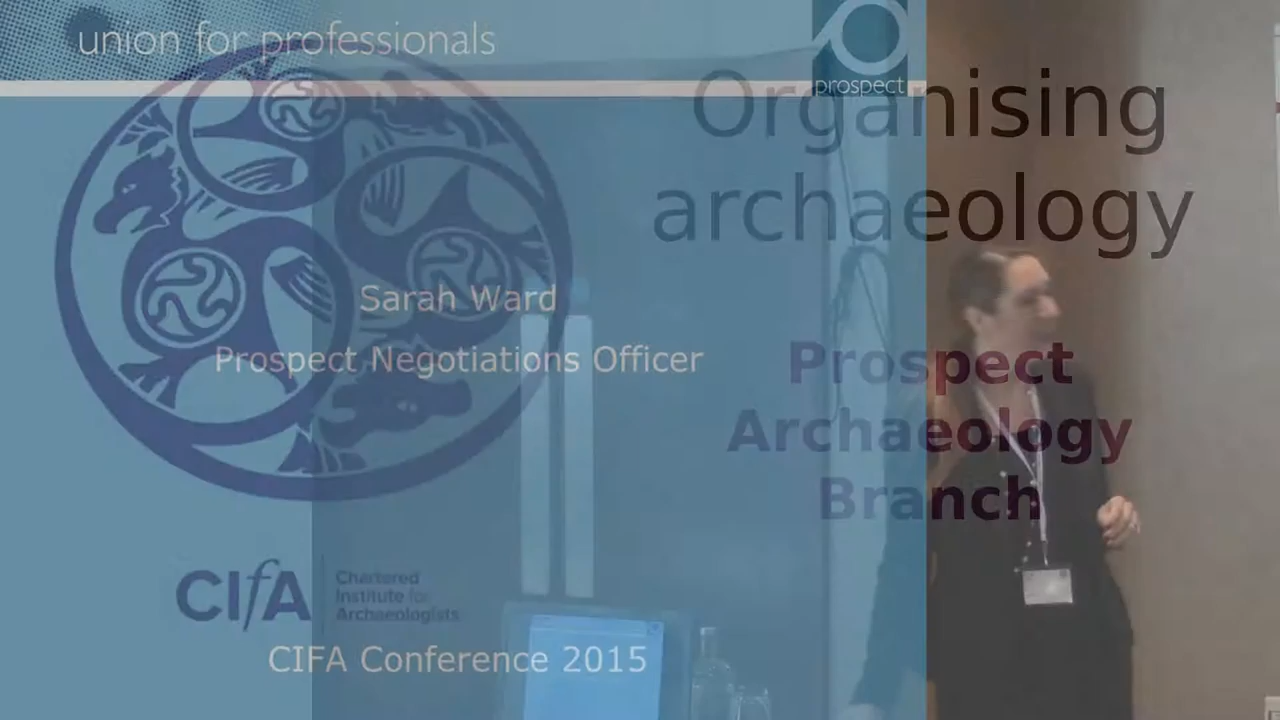 union for professionals
prospect
Organising
archaeology
Sarah Ward
Prospect Negotiations Officer
Prospect
Archaeology
Branch
CIfA
Chartered
Institute for
Archaeologists
CIFA Conference 2015